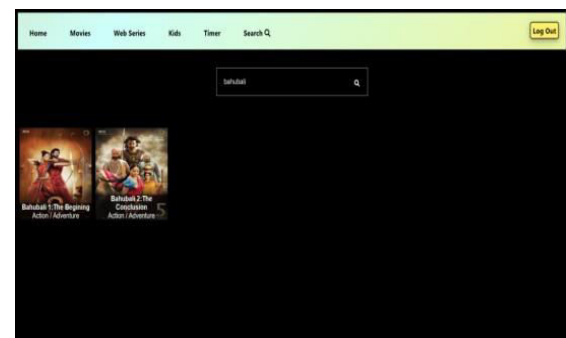 Home Movies Web Series Kids Timer Search Log Out
bahubali
Bahubali 1:The Begining
Action / Adventure
Bahubali 2:The
Conclusion
Action / Adventure
5